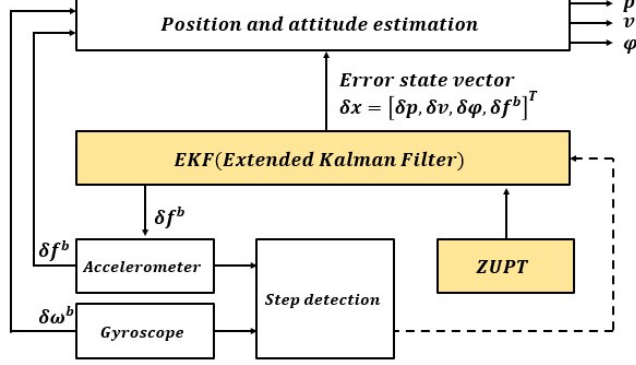 p
Position and attitude estimation
v
φ
Error state vector
δx = [δp, δv, δφ, δf^b]^T
EKF(Extended Kalman Filter)
δf^b
δf^b
Accelerometer
ZUPT
Step detection
δω^b
Gyroscope